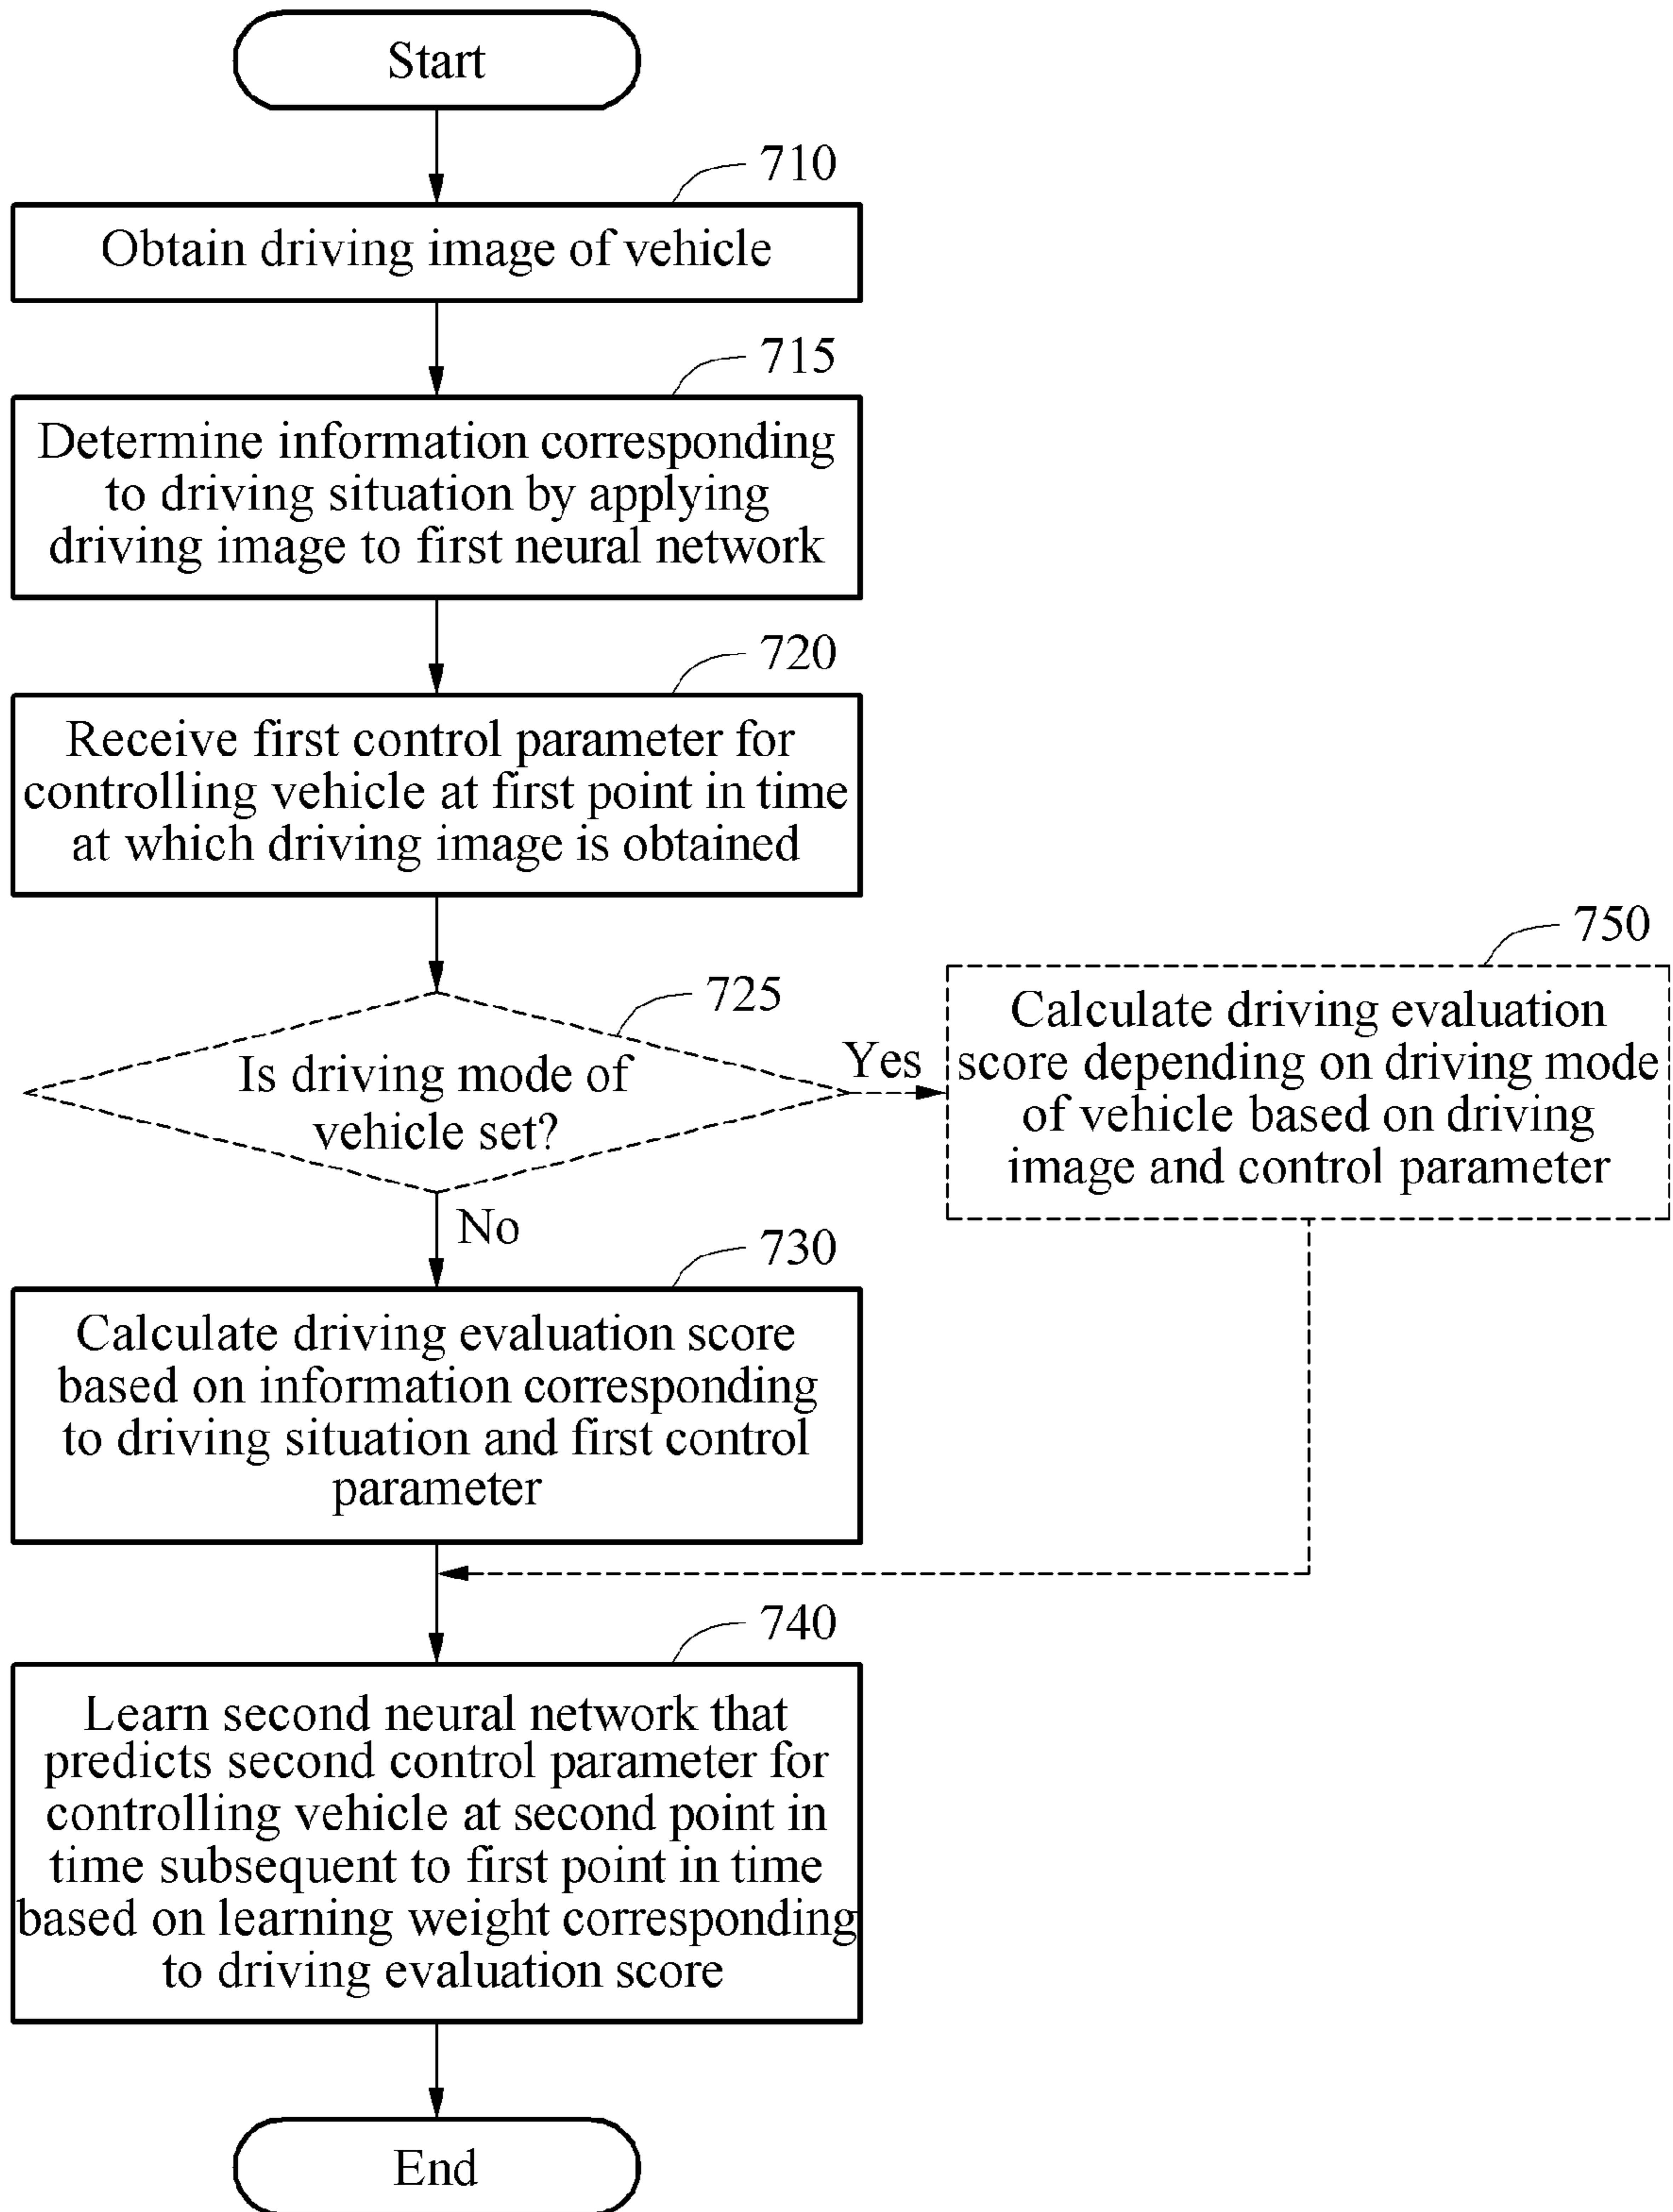 Start
710
Obtain driving image of vehicle
715
Determine information corresponding
to driving situation by applying
driving image to first neural network
720
Receive first control parameter for
controlling vehicle at first point in time
at which driving image is obtained
725
Is driving mode of
vehicle set?
Yes
750
Calculate driving evaluation
score depending on driving mode
of vehicle based on driving
image and control parameter
No
730
Calculate driving evaluation score
based on information corresponding
to driving situation and first control
parameter
740
Learn second neural network that
predicts second control parameter for
controlling vehicle at second point in
time subsequent to first point in time
based on learning weight corresponding
to driving evaluation score
End